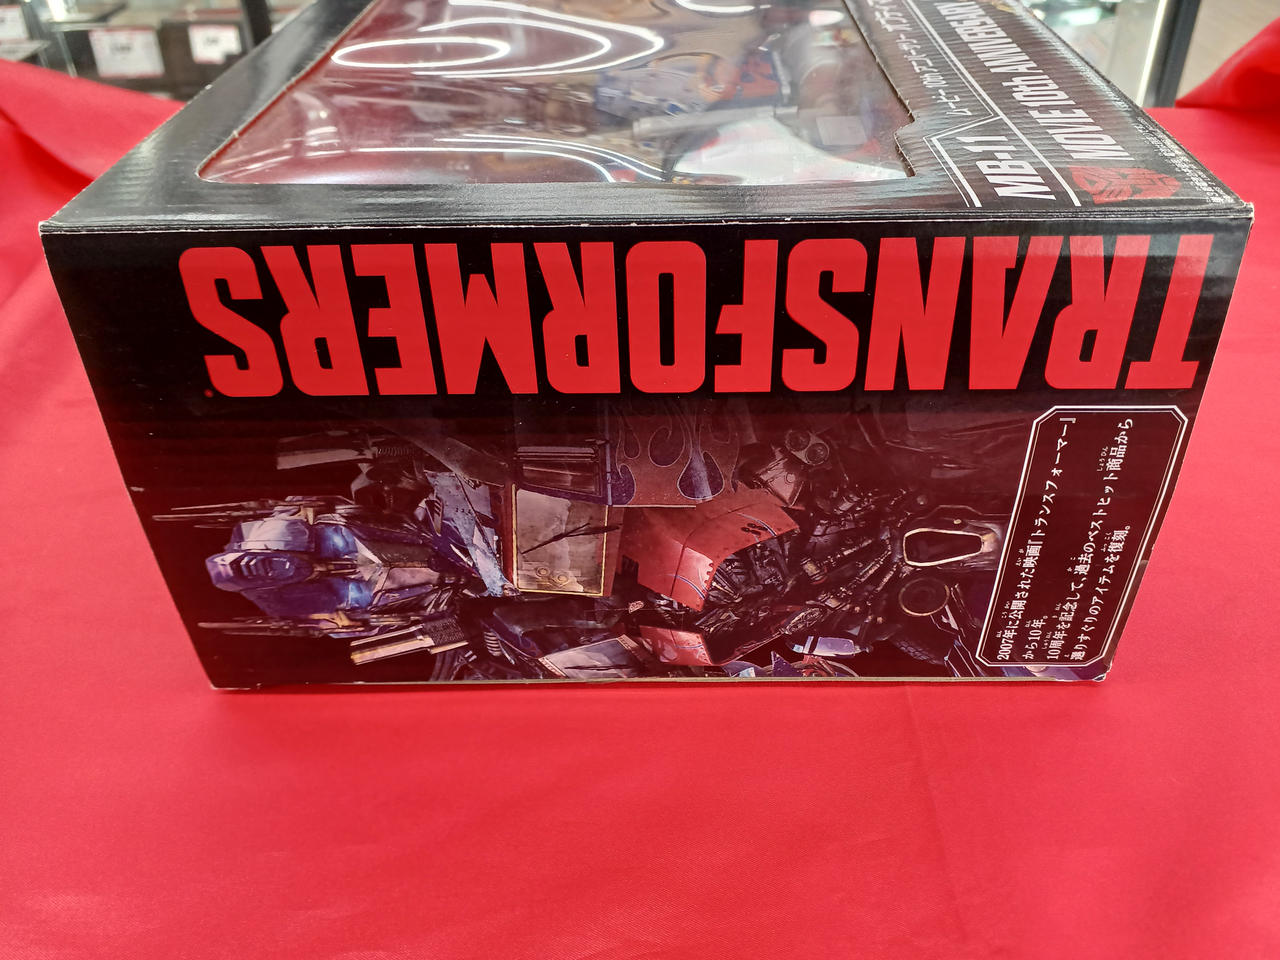 TRANSFORMERS
MB-11
MOVIE 10th ANNIVERSARY
2007年に公開された映画『トランスフォーマー』
から10年。
10周年を記念して、過去のベストヒット商品から
選りすぐりのアイテムを復刻。